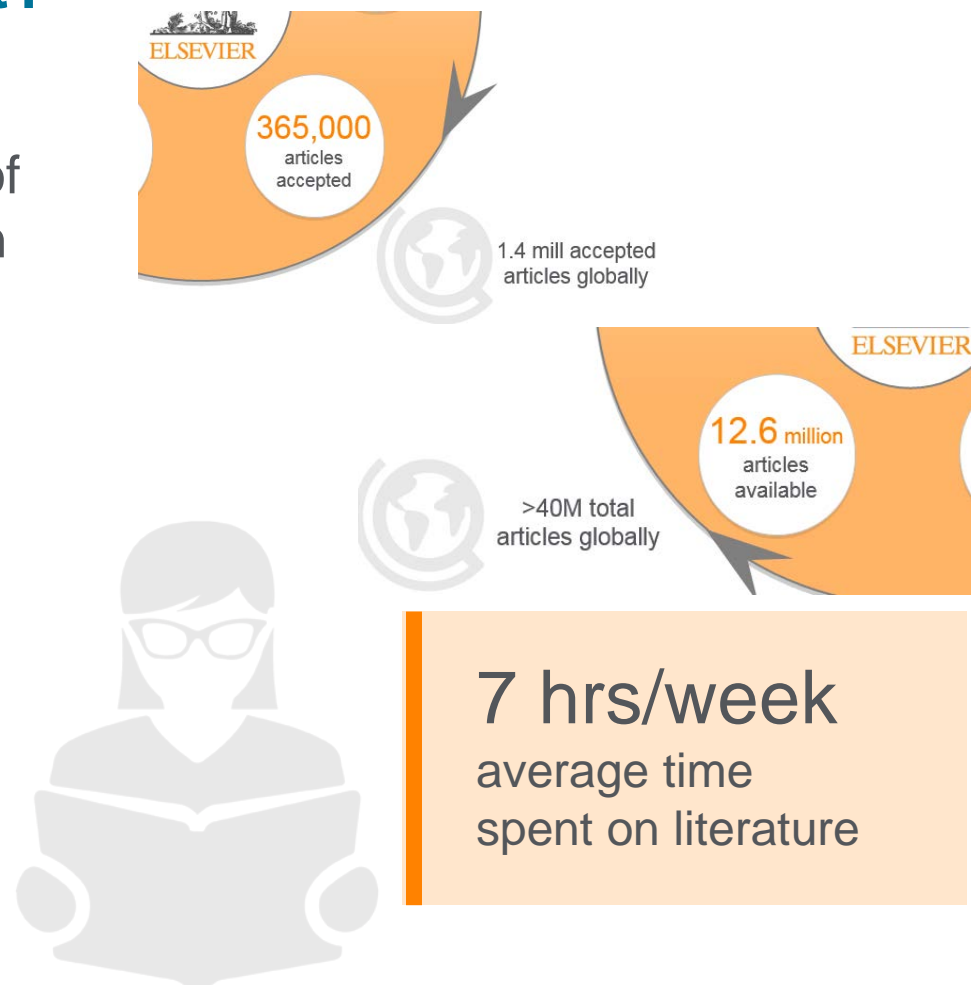 ELSEVIER
365,000
articles
accepted
of
1.4 mill accepted
articles globally
ELSEVIER
12.6 million
articles
available
>40M total
articles globally
7 hrs/week
average time
spent on literature